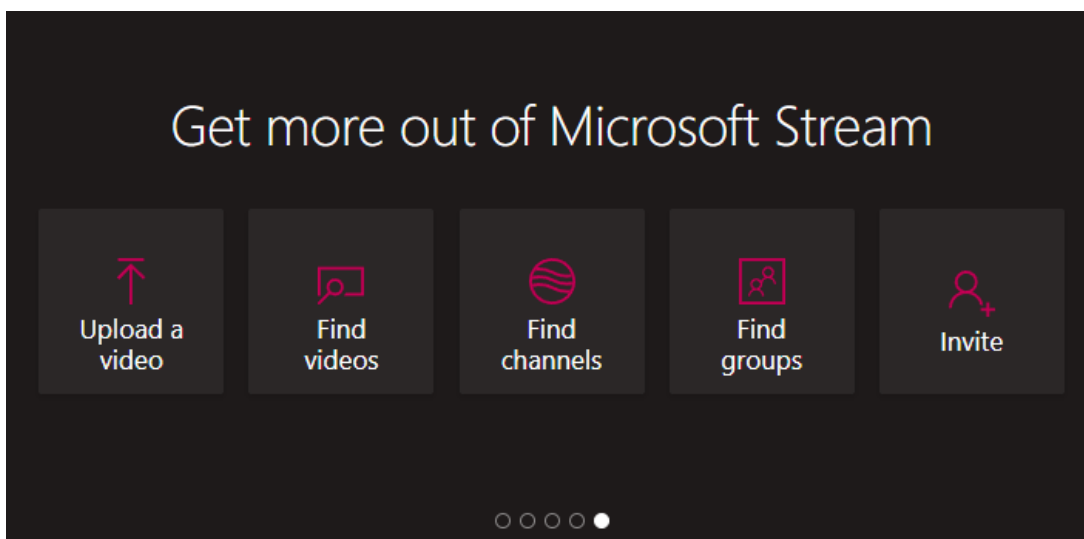 Get more out of Microsoft Stream
Upload a
video
Find
videos
Find
channels
Find
groups
Invite